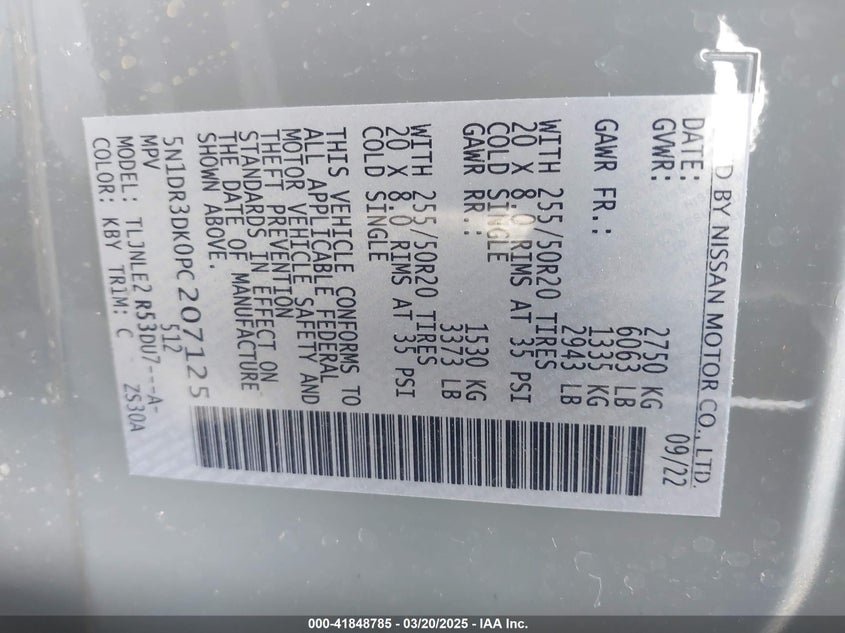 D BY NISSAN MOTOR CO., LTD.
DATE: 09/22
GVWR: 2750 KG
6063 LB
GAWR FR.: 1335 KG
2943 LB
WITH 255/50R20 TIRES
20 X 8.0 RIMS AT 35 PSI
COLD SINGLE
GAWR RR.: 1530 KG
3373 LB
WITH 255/50R20 TIRES
20 X 8.0 RIMS AT 35 PSI
COLD SINGLE
THIS VEHICLE CONFORMS TO
ALL APPLICABLE FEDERAL
MOTOR VEHICLE SAFETY AND
THEFT PREVENTION
STANDARDS IN EFFECT ON
THE DATE OF MANUFACTURE
SHOWN ABOVE.
5N1DR3DK0PC207125
MPV 512
MODEL: TLJNLE2 R53DU7---A-
COLOR: KBY TRIM: C ZS30A
000-41848785 - 03/20/2025 - IAA Inc.